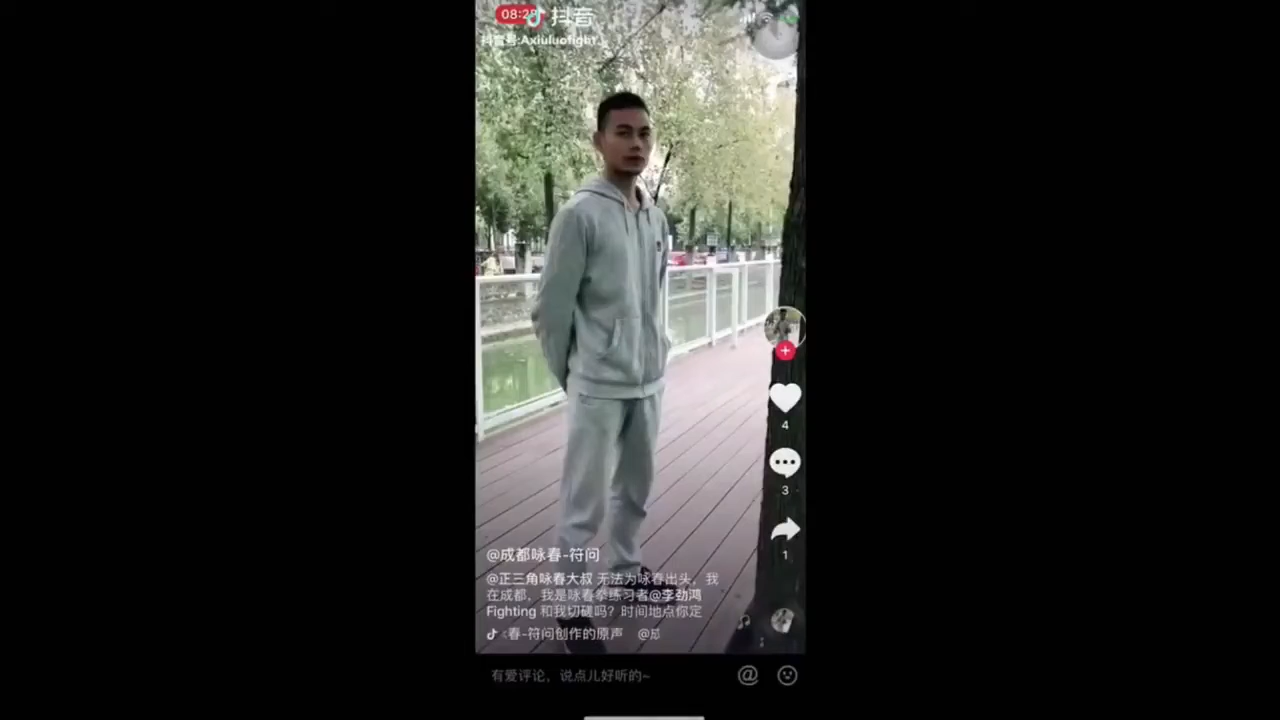 08:2
抖音
抖音号:Axiuluofight
4
3
1
@成都咏春-符问
@正三角咏春大叔 无法为咏春出头，我
在成都，我是咏春拳练习者@李劲鸿
Fighting 和我切磋吗？时间地点你定
春-符问创作的原声 @成
有爱评论，说点儿好听的~